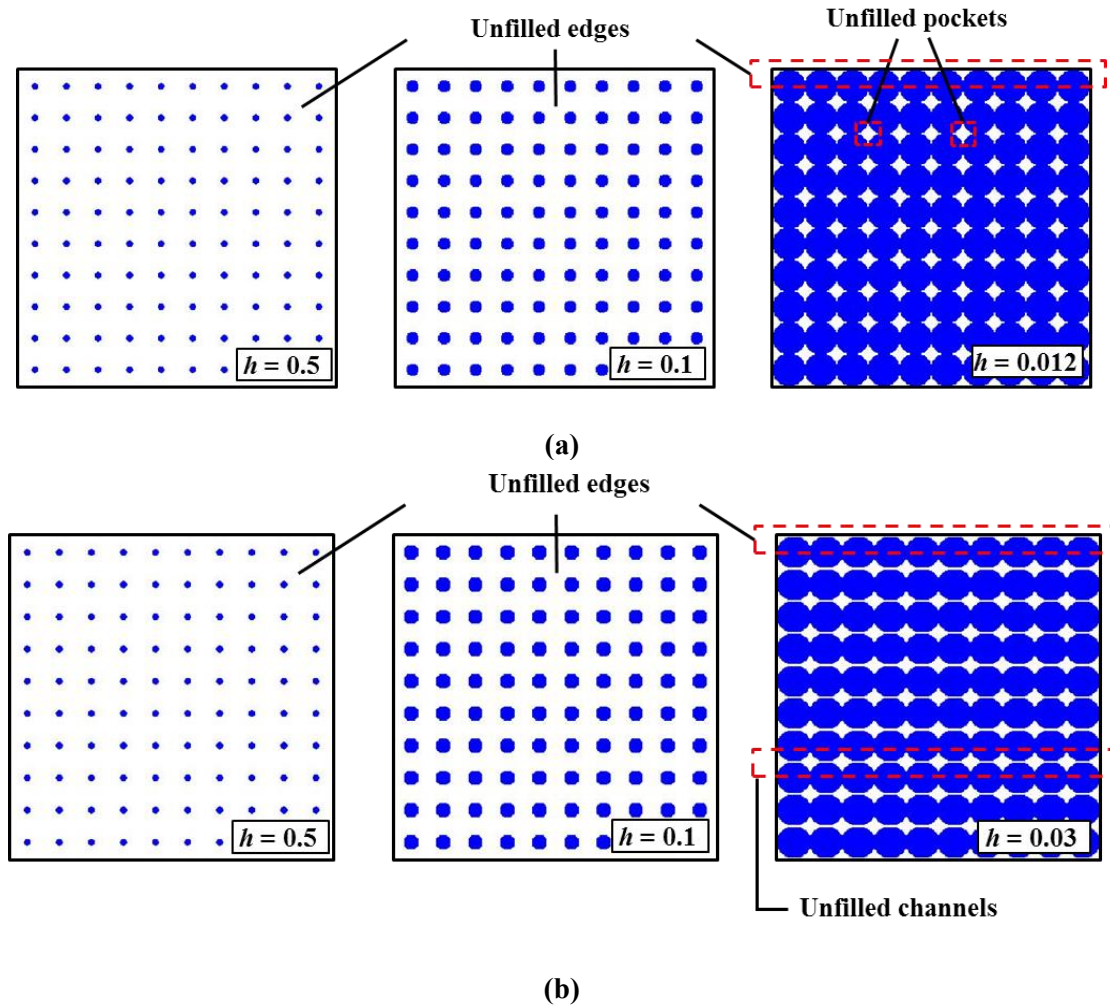 Unfilled edges
Unfilled pockets
h = 0.5
h = 0.1
h = 0.012
(a)
Unfilled edges
h = 0.5
h = 0.1
h = 0.03
Unfilled channels
(b)